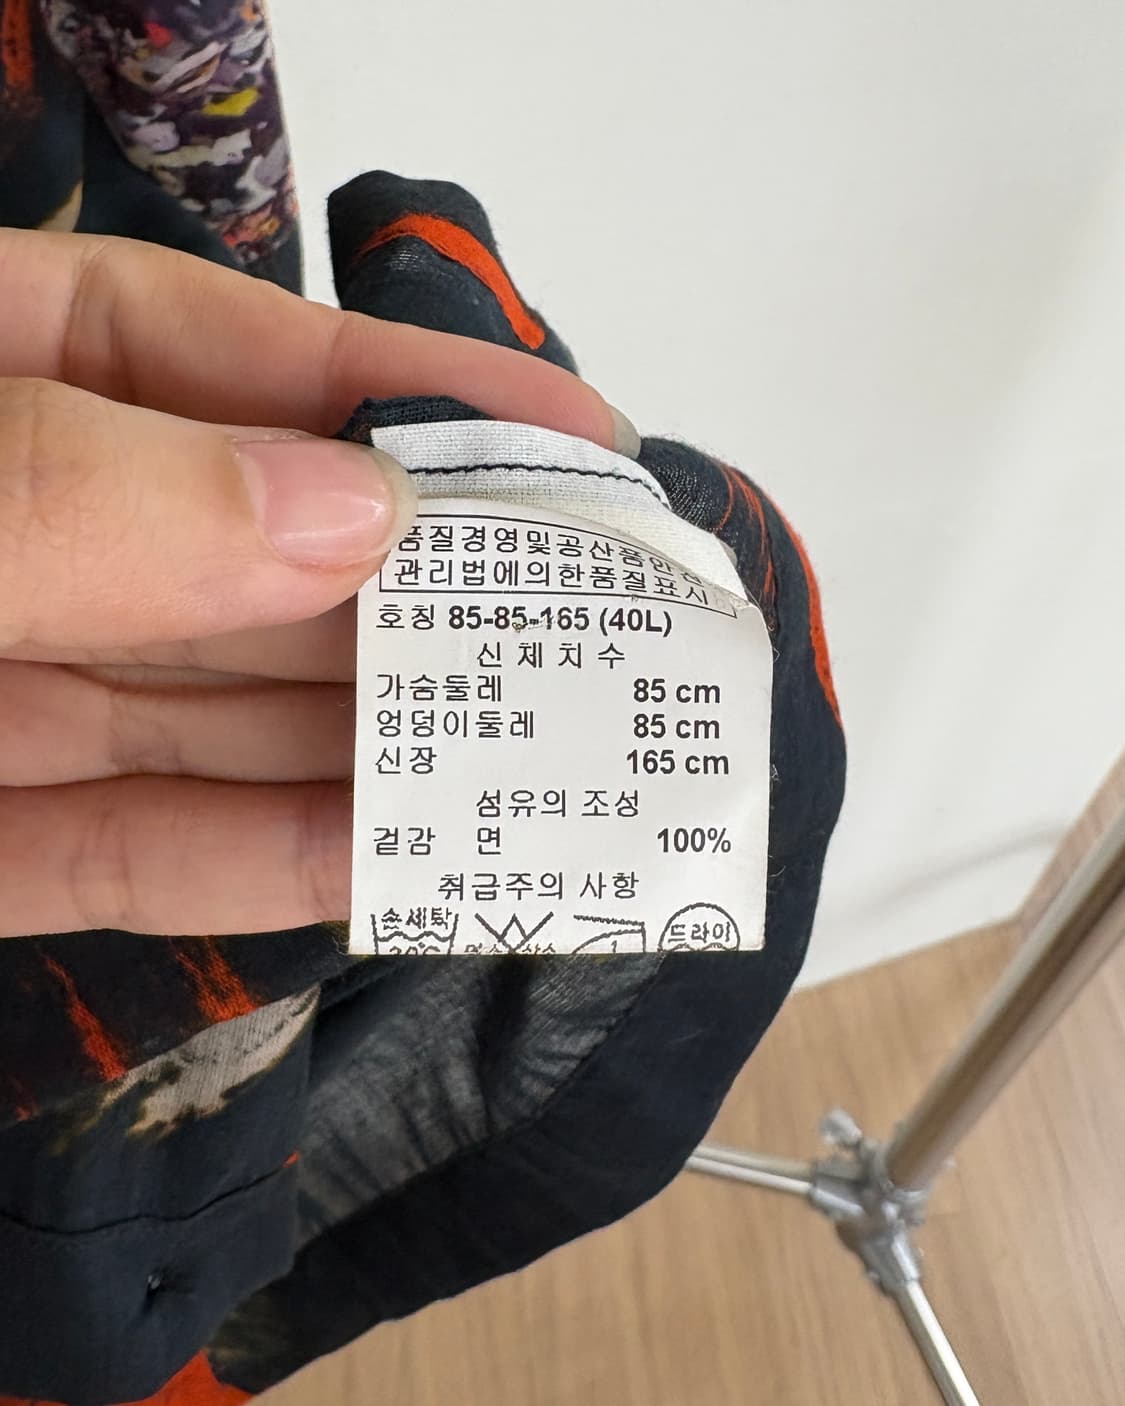 품질경영및공산품안전
관리법에의한품질표시
호칭 85-85-165 (40L)
신 체 치 수
가슴둘레 85 cm
엉덩이둘레 85 cm
신장 165 cm
섬유의 조성
겉감 면 100%
취급주의 사항
손세탁
30°C
드라이